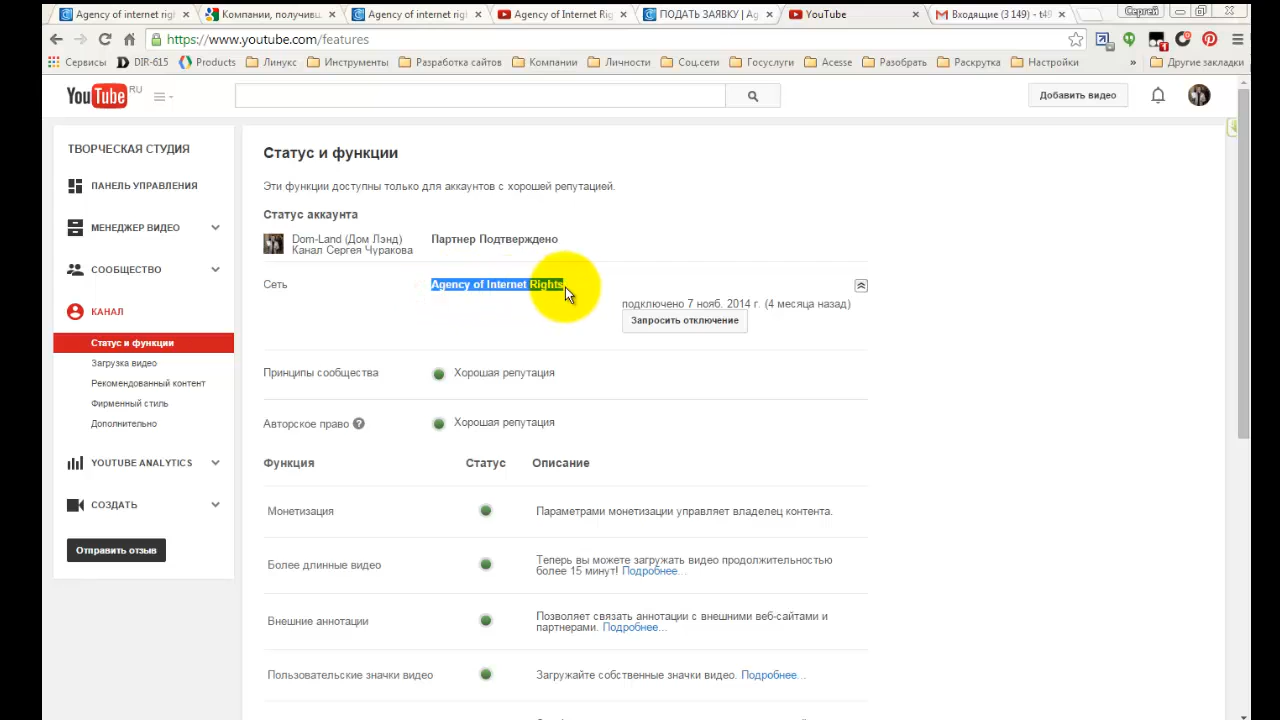 Agency of internet righ
Компании, получивш
Agency of internet righ
Agency of Internet Rig
ПОДАТЬ ЗАЯВКУ | Ag
YouTube
Входящие (3 149) - t49
Сергей
https://www.youtube.com/features
Сервисы
DIR-615
Products
Линукс
Инструменты
Разработка сайтов
Компании
Личности
Соц.сети
Госуслуги
Acesse
Разобрать
Раскрутка
Настройки
»
Другие закладки
YouTube RU
Добавить видео
ТВОРЧЕСКАЯ СТУДИЯ
ПАНЕЛЬ УПРАВЛЕНИЯ
МЕНЕДЖЕР ВИДЕО
СООБЩЕСТВО
КАНАЛ
Статус и функции
Загрузка видео
Рекомендованный контент
Фирменный стиль
Дополнительно
YOUTUBE ANALYTICS
СОЗДАТЬ
Отправить отзыв
Статус и функции
Эти функции доступны только для аккаунтов с хорошей репутацией.
Статус аккаунта
Dom-Land (Дом Лэнд)
Канал Сергея Чуракова
Партнер Подтверждено
Сеть
Agency of Internet Rights
подключено 7 нояб. 2014 г. (4 месяца назад)
Запросить отключение
Принципы сообщества
Хорошая репутация
Авторское право ?
Хорошая репутация
Функция Статус Описание
Монетизация
Параметрами монетизации управляет владелец контента.
Более длинные видео
Теперь вы можете загружать видео продолжительностью
более 15 минут! Подробнее...
Внешние аннотации
Позволяет связать аннотации с внешними веб-сайтами и
партнерами. Подробнее...
Пользовательские значки видео
Загружайте собственные значки видео. Подробнее...